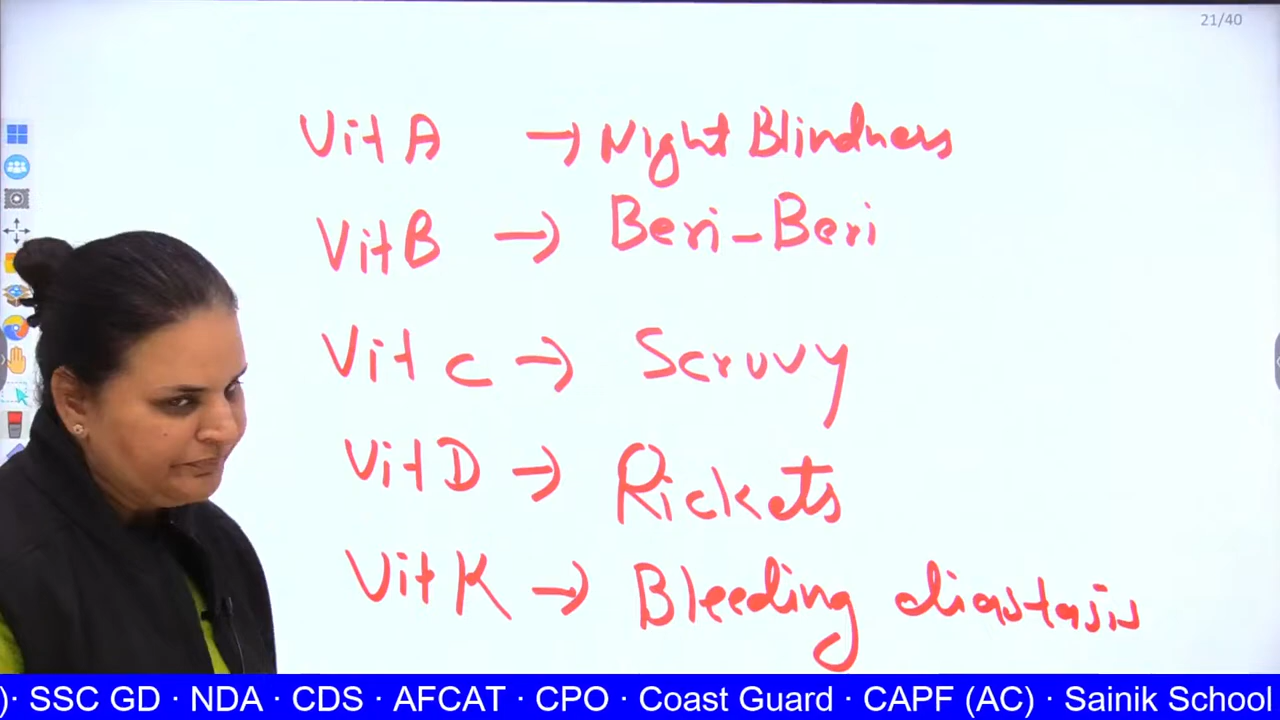 21/40
Vit A → Night Blindness
Vit B → Beri-Beri
Vit C → Scruvy
Vit D → Rickets
Vit K → Bleeding diastasis
)· SSC GD · NDA · CDS · AFCAT · CPO · Coast Guard · CAPF (AC) · Sainik School